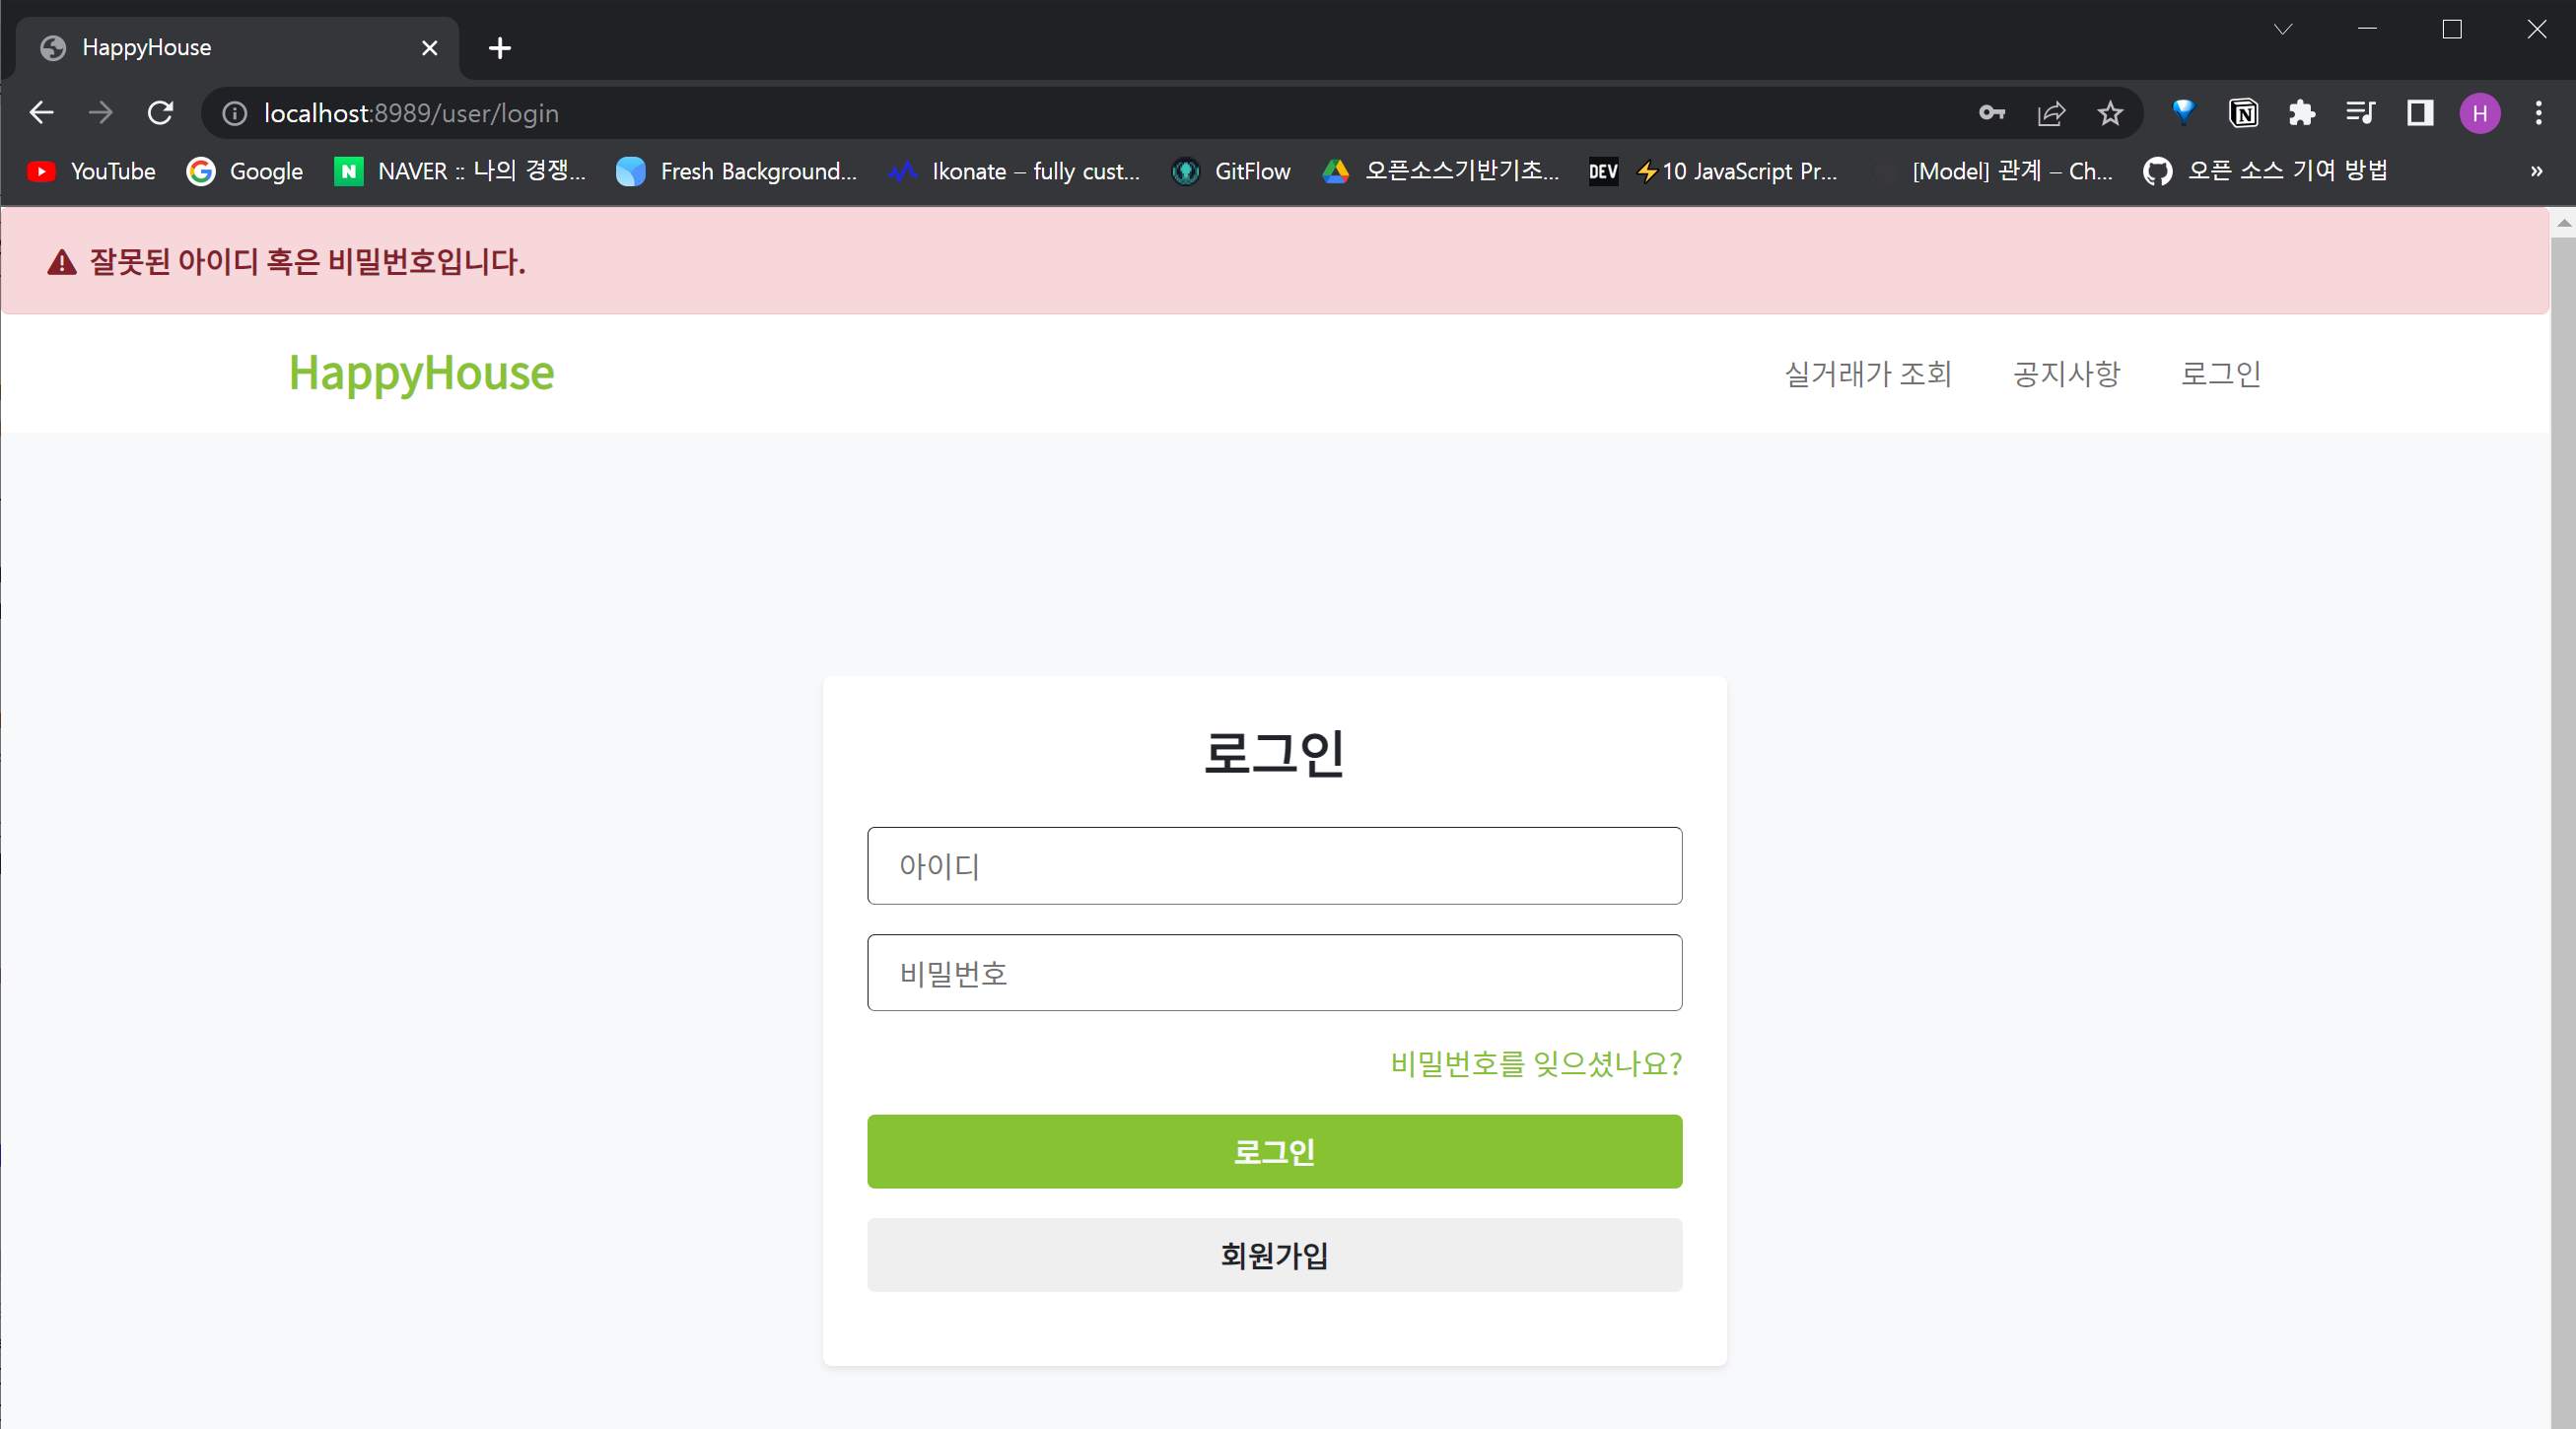 HappyHouse
localhost:8989/user/login
YouTube Google NAVER :: 나의 경쟁... Fresh Background... Ikonate – fully cust... GitFlow 오픈소스기반기초... DEV ⚡10 JavaScript Pr... [Model] 관계 – Ch... 오픈 소스 기여 방법 »
잘못된 아이디 혹은 비밀번호입니다.
HappyHouse 실거래가 조회 공지사항 로그인
로그인
아이디
비밀번호
비밀번호를 잊으셨나요?
로그인
회원가입